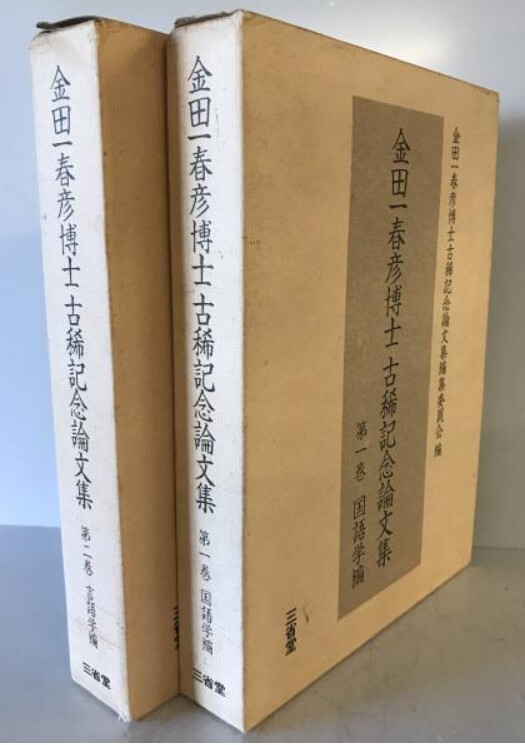 金田一春彦博士古稀記念論文集編集委員会 編
金田一春彦博士古稀記念論文集
第一巻 国語学編
三省堂
金田一春彦博士古稀記念論文集
第一巻 国語学編
三省堂
金田一春彦博士古稀記念論文集
第二巻 言語学編
三省堂